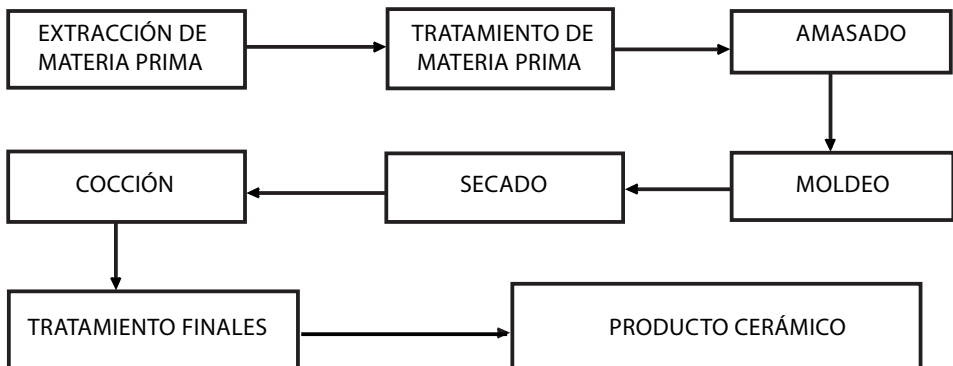 EXTRACCIÓN DE
MATERIA PRIMA
TRATAMIENTO DE
MATERIA PRIMA
AMASADO
MOLDEO
SECADO
COCCIÓN
TRATAMIENTO FINALES
PRODUCTO CERÁMICO